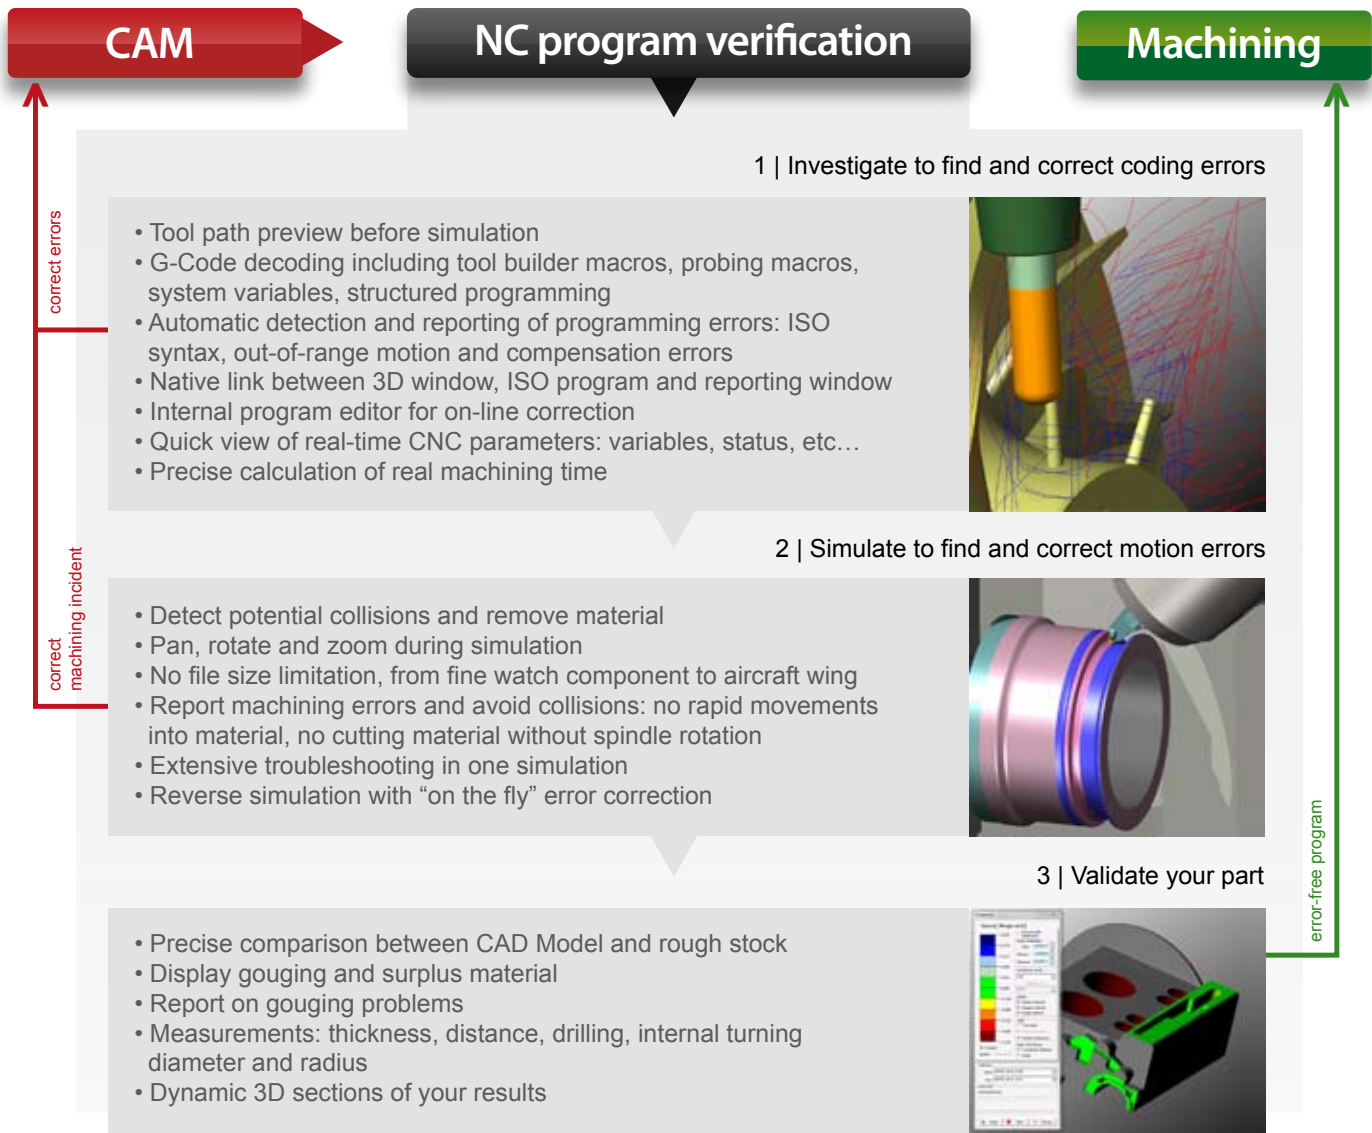 CAM
NC program verification
Machining
1 | Investigate to find and correct coding errors
correct errors
• Tool path preview before simulation
• G-Code decoding including tool builder macros, probing macros,
system variables, structured programming
• Automatic detection and reporting of programming errors: ISO
syntax, out-of-range motion and compensation errors
• Native link between 3D window, ISO program and reporting window
• Internal program editor for on-line correction
• Quick view of real-time CNC parameters: variables, status, etc…
• Precise calculation of real machining time
2 | Simulate to find and correct motion errors
correct
machining incident
• Detect potential collisions and remove material
• Pan, rotate and zoom during simulation
• No file size limitation, from fine watch component to aircraft wing
• Report machining errors and avoid collisions: no rapid movements
into material, no cutting material without spindle rotation
• Extensive troubleshooting in one simulation
• Reverse simulation with “on the fly” error correction
3 | Validate your part
error-free program
• Precise comparison between CAD Model and rough stock
• Display gouging and surplus material
• Report on gouging problems
• Measurements: thickness, distance, drilling, internal turning
diameter and radius
• Dynamic 3D sections of your results